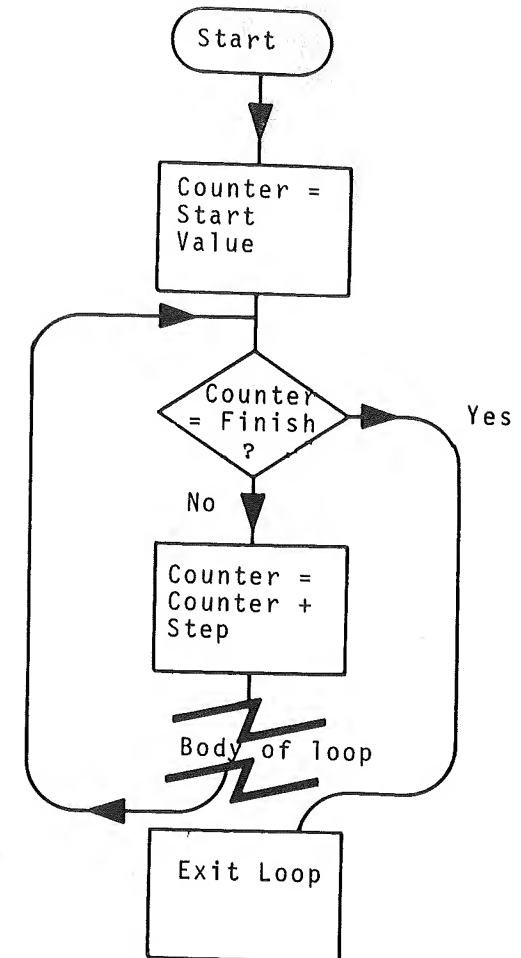 Start
Counter =
Start
Value
Counter
= Finish
?
Yes
No
Counter =
Counter +
Step
Body of loop
Exit Loop